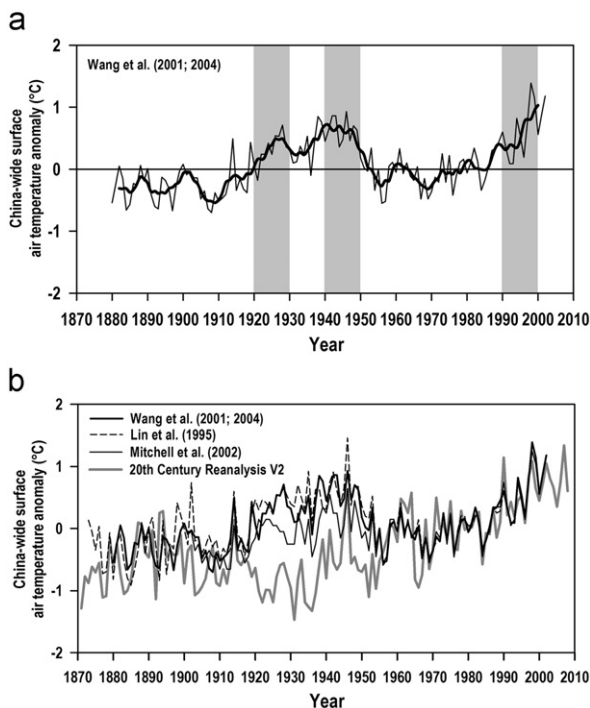 a
2
Wang et al. (2001; 2004)
1
0
-1
-2
China-wide surface
air temperature anomaly (°C)
1870 1880 1890 1900 1910 1920 1930 1940 1950 1960 1970 1980 1990 2000 2010
Year
b
2
Wang et al. (2001; 2004)
Lin et al. (1995)
Mitchell et al. (2002)
20th Century Reanalysis V2
1
0
-1
-2
China-wide surface
air temperature anomaly (°C)
1870 1880 1890 1900 1910 1920 1930 1940 1950 1960 1970 1980 1990 2000 2010
Year